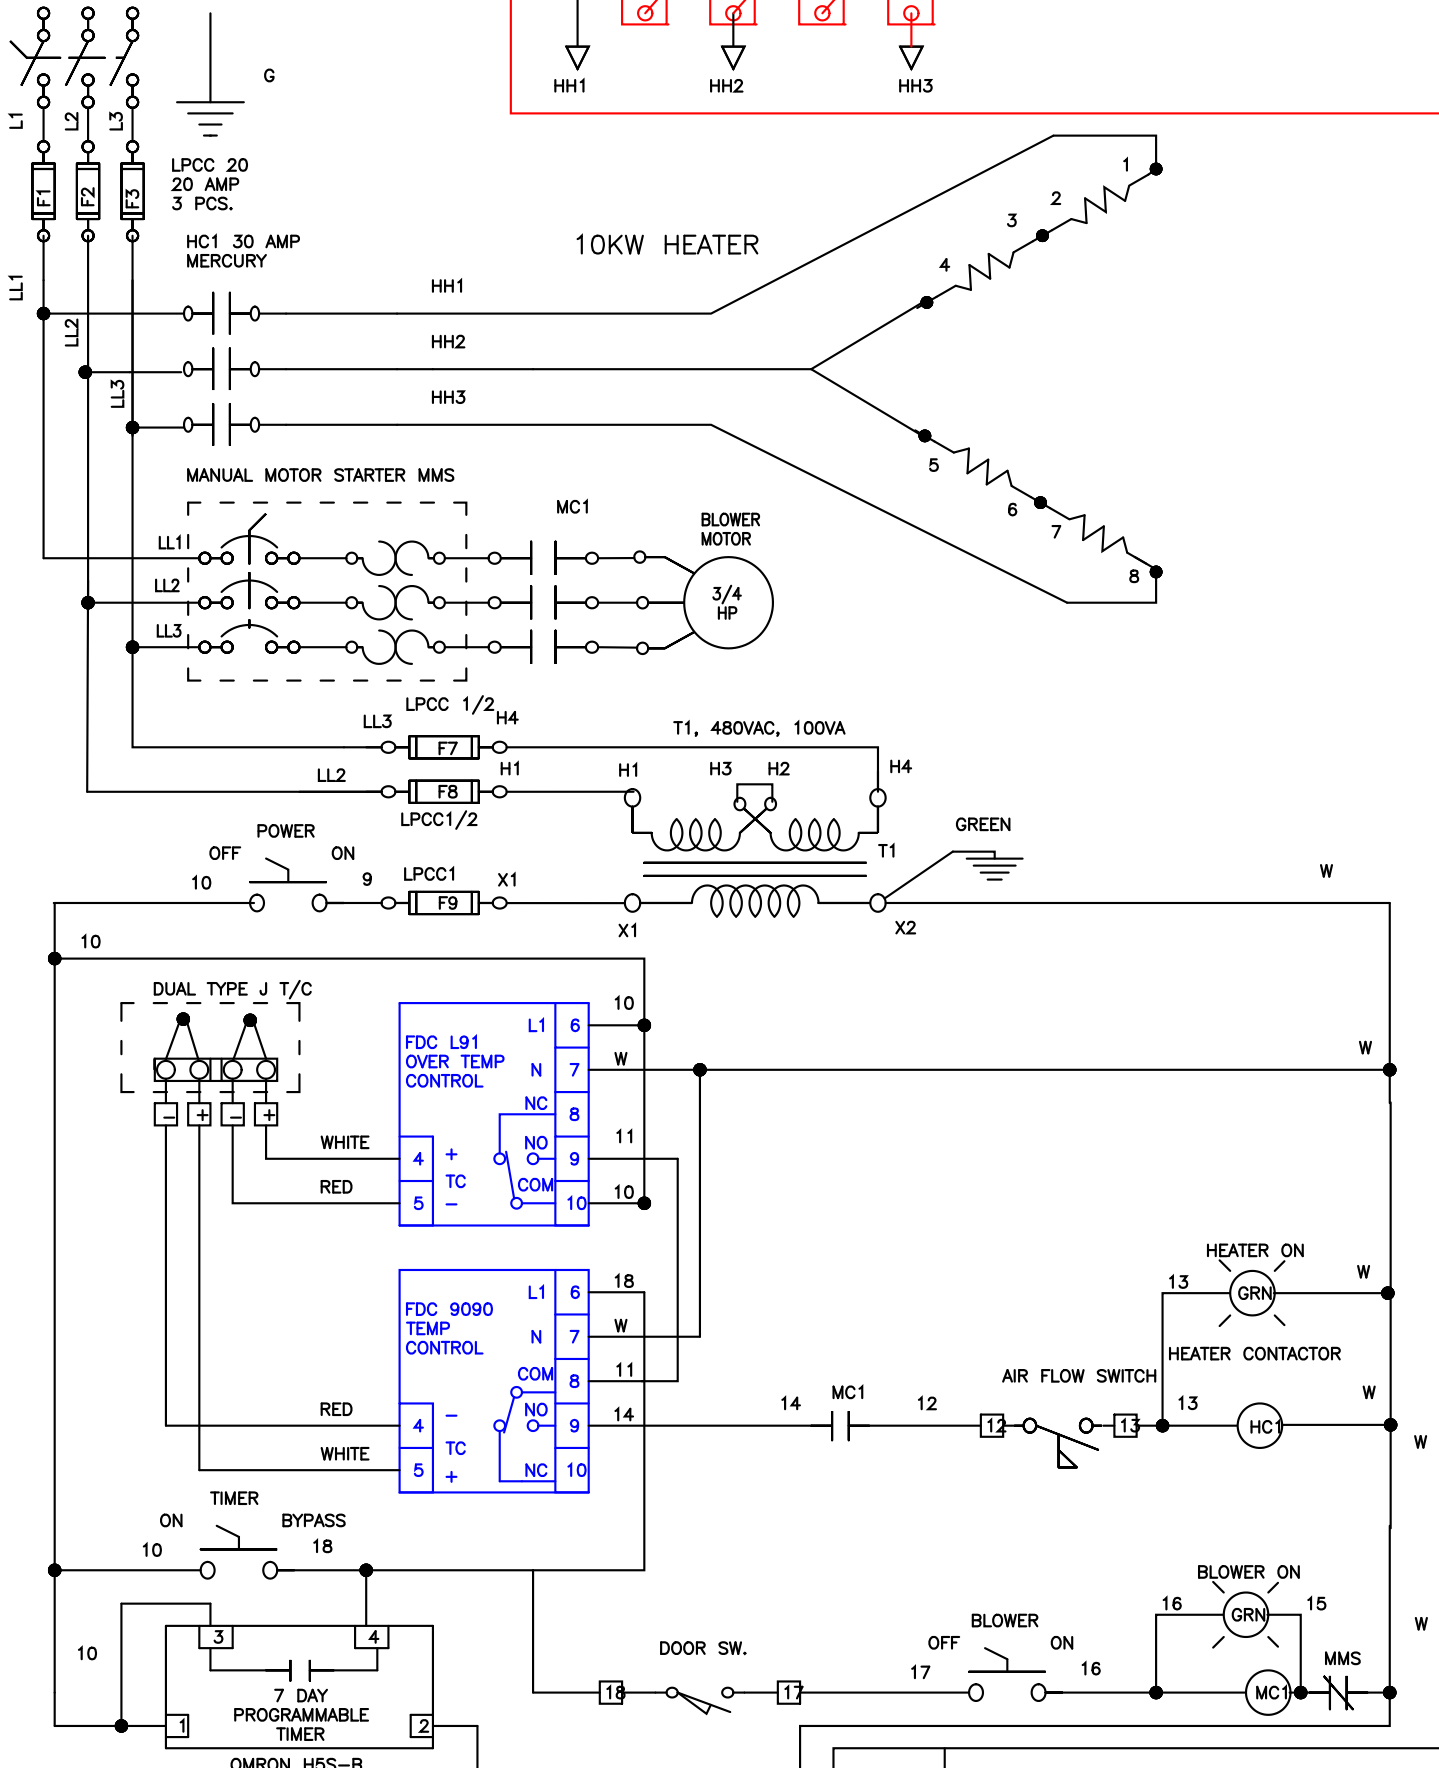 HH1
HH2
HH3
G
L1
L2
L3
F1
F2
F3
LPCC 20
20 AMP
3 PCS.
HC1 30 AMP
MERCURY
10KW HEATER
1
2
3
4
LL1
LL2
LL3
HH1
HH2
HH3
5
6
7
8
MANUAL MOTOR STARTER MMS
MC1
BLOWER
MOTOR
LL1
LL2
LL3
3/4
HP
LPCC 1/2
LL3
H4
F7
T1, 480VAC, 100VA
LL2
H1
F8
LPCC1/2
H1
H3
H2
H4
T1
GREEN
POWER
OFF
ON
10
9
LPCC1
X1
F9
X1
X2
W
10
DUAL TYPE J T/C
− + − +
FDC L91
OVER TEMP
CONTROL
L1 6 10
N 7 W
NC 8
NO 9 11
COM 10 10
WHITE 4 +
TC
RED 5 −
W
FDC 9090
TEMP
CONTROL
L1 6 18
N 7 W
COM 8 11
NO 9 14
NC 10
RED 4 −
TC
WHITE 5 +
14
MC1
12
12
AIR FLOW SWITCH
13
HEATER ON
13
GRN
W
HEATER CONTACTOR
13
HC1
W
W
TIMER
ON
BYPASS
10
18
3
4
10
7 DAY
PROGRAMMABLE
TIMER
1
2
OMRON H5S-B
DOOR SW.
18
17
17
BLOWER
OFF
ON
16
BLOWER ON
16
GRN
15
MC1
MMS
W